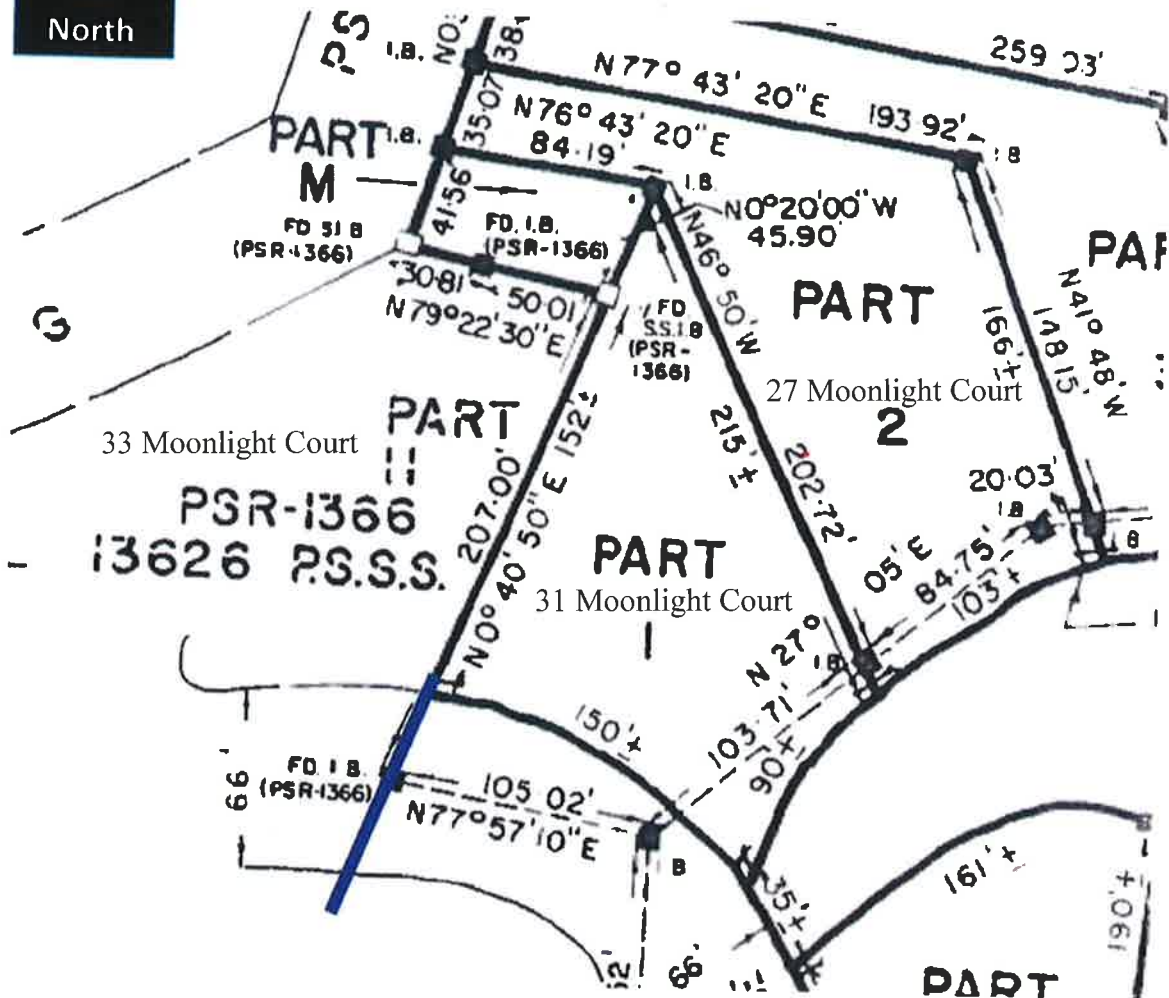 North
PS
I.B.
NO
38.
N77° 43' 20"E
193.92'
259 03'
I.B.
35.07
N76° 43' 20"E
84.19'
I.B.
PART
M
41.56
FD SI B
(PSR-1366)
FD. I.B.
(PSR-1366)
30.81
50.01
N79°22'30"E
I.B.
N0°20'00"W
45.90'
N46° 50' W
FD
S.S.I.B
(PSR-
1366)
PART
2
27 Moonlight Court
166'±
148.15'
N41° 48' W
G
33 Moonlight Court
PART
11
PSR-1366
13626 P.S.S.S.
207.00'
152'±
N0° 40' 50"E
215'±
202.72'
PART
31 Moonlight Court
1
20.03'
I.B
B
N 27° 05' E
84.75'
103'±
I.B
103.71'
90'±
150'±
66'
FD. I B.
(PSR-1366)
105.02'
N77°57'10"E
B
35'±
161'±
190'±
66'
PART